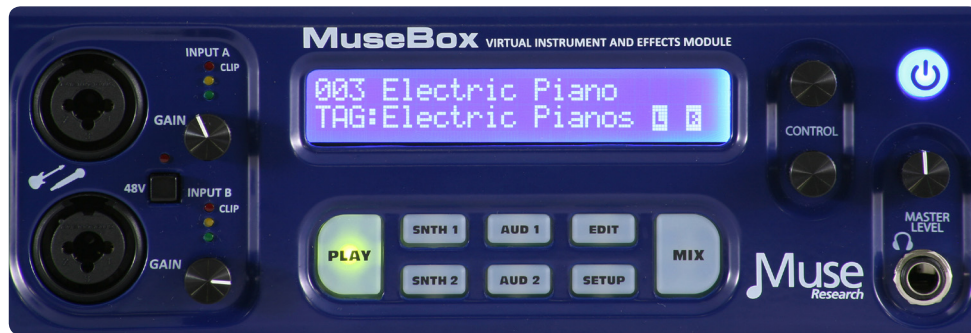 INPUT A
CLIP
GAIN
48V
INPUT B
CLIP
GAIN
MuseBox VIRTUAL INSTRUMENT AND EFFECTS MODULE
003 Electric Piano
TAG:Electric Pianos L R
PLAY
SNTH 1
AUD 1
EDIT
SNTH 2
AUD 2
SETUP
MIX
CONTROL
MASTER
LEVEL
Muse
Research